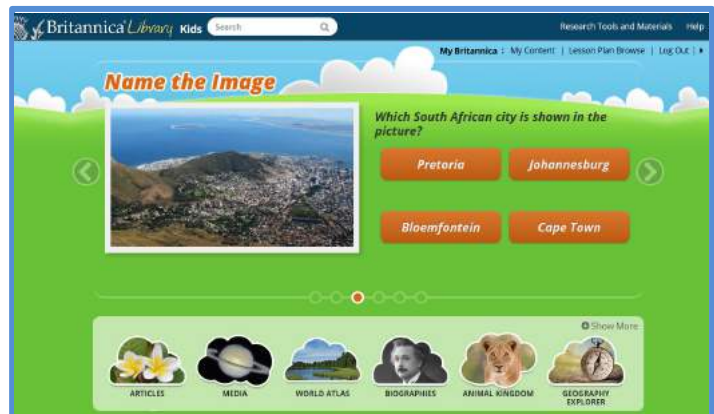 Britannica Library Kids Search Research Tools and Materials Help
My Britannica : My Content | Lesson Plan Browse | Log Out |
Name the Image
Which South African city is shown in the
picture?
Pretoria Johannesburg
Bloemfontein Cape Town
Show More
ARTICLES MEDIA WORLD ATLAS BIOGRAPHIES ANIMAL KINGDOM GEOGRAPHY
EXPLORER